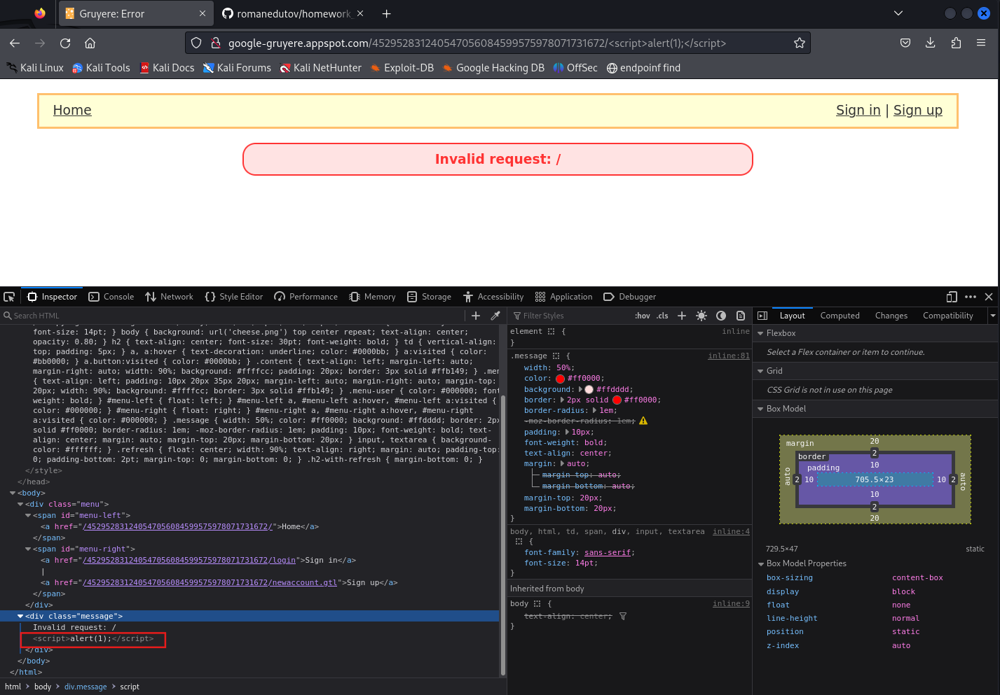 Gruyere: Error
romanedutov/homework_
google-gruyere.appspot.com/452952831240547056084599575978071731672/<script>alert(1);</script>
Kali Linux
Kali Tools
Kali Docs
Kali Forums
Kali NetHunter
Exploit-DB
Google Hacking DB
OffSec
endpoinf find
Home
Sign in | Sign up
Invalid request: /
Inspector
Console
Network
Style Editor
Performance
Memory
Storage
Accessibility
Application
Debugger
Search HTML
font-size: 14pt; } body { background: url('cheese.png') top center repeat; text-align: center;
opacity: 0.80; } h2 { text-align: center; font-size: 30pt; font-weight: bold; } td { vertical-align:
top; padding: 5px; } a, a:hover { text-decoration: underline; color: #0000bb; } a:visited { color:
#bb0000; } a.button:visited { color: #0000bb; } .content { text-align: left; margin-left: auto;
margin-right: auto; width: 90%; background: #ffffcc; padding: 20px; border: 3px solid #ffb149; } .men
{ text-align: left; padding: 10px 20px 35px 20px; margin-left: auto; margin-right: auto; margin-top:
20px; width: 90%; background: #ffffcc; border: 3px solid #ffb149; } .menu-user { color: #000000; font
weight: bold; } #menu-left { float: left; } #menu-left a, #menu-left a:hover, #menu-left a:visited {
color: #000000; } #menu-right { float: right; } #menu-right a, #menu-right a:hover, #menu-right
a:visited { color: #000000; } .message { width: 50%; color: #ff0000; background: #ffdddd; border: 2px
solid #ff0000; border-radius: 1em; -moz-border-radius: 1em; padding: 10px; font-weight: bold; text-
align: center; margin: auto; margin-top: 20px; margin-bottom: 20px; } input, textarea { background-
color: #ffffff; } .refresh { float: center; width: 90%; text-align: right; margin: auto; padding-top:
0; padding-bottom: 2pt; margin-top: 0; margin-bottom: 0; } .h2-with-refresh { margin-bottom: 0; }
</style>
</head>
<body>
<div class="menu">
<span id="menu-left">
<a href="/452952831240547056084599575978071731672/">Home</a>
</span>
<span id="menu-right">
<a href="/452952831240547056084599575978071731672/login">Sign in</a>
|
<a href="/452952831240547056084599575978071731672/newaccount.gtl">Sign up</a>
</span>
</div>
<div class="message">
Invalid request: /
<script>alert(1);</script>
</div>
</body>
</html>
html > body > div.message > script
Filter Styles
:hov .cls
element { inline
}
.message { inline:81
width: 50%;
color: #ff0000;
background: #ffdddd;
border: 2px solid #ff0000;
border-radius: 1em;
-moz-border-radius: 1em;
padding: 10px;
font-weight: bold;
text-align: center;
margin: auto;
margin-top: auto;
margin-bottom: auto;
margin-top: 20px;
margin-bottom: 20px;
}
body, html, td, span, div, input, textarea inline:4
{
font-family: sans-serif;
font-size: 14pt;
}
Inherited from body
body { inline:9
text-align: center;
}
Layout
Computed
Changes
Compatibility
Flexbox
Select a Flex container or item to continue.
Grid
CSS Grid is not in use on this page
Box Model
margin 20
border 2
padding 10
auto 2 10 705.5×23 10 2 auto
10
2
20
729.5×47 static
Box Model Properties
box-sizing content-box
display block
float none
line-height normal
position static
z-index auto